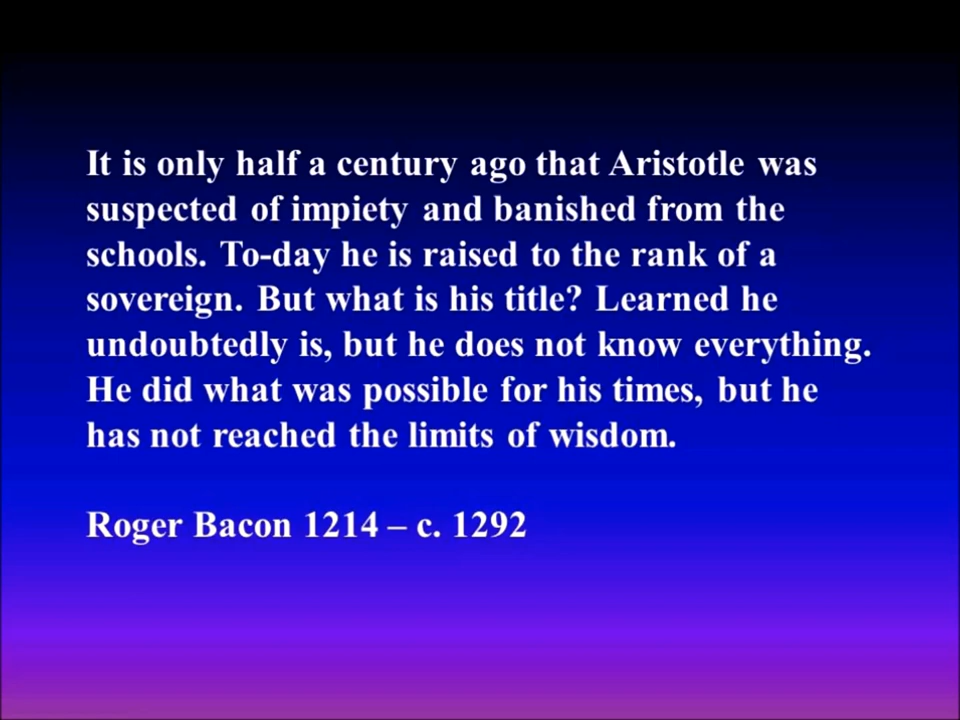 It is only half a century ago that Aristotle was
suspected of impiety and banished from the
schools. To-day he is raised to the rank of a
sovereign. But what is his title? Learned he
undoubtedly is, but he does not know everything.
He did what was possible for his times, but he
has not reached the limits of wisdom.
Roger Bacon 1214 – c. 1292